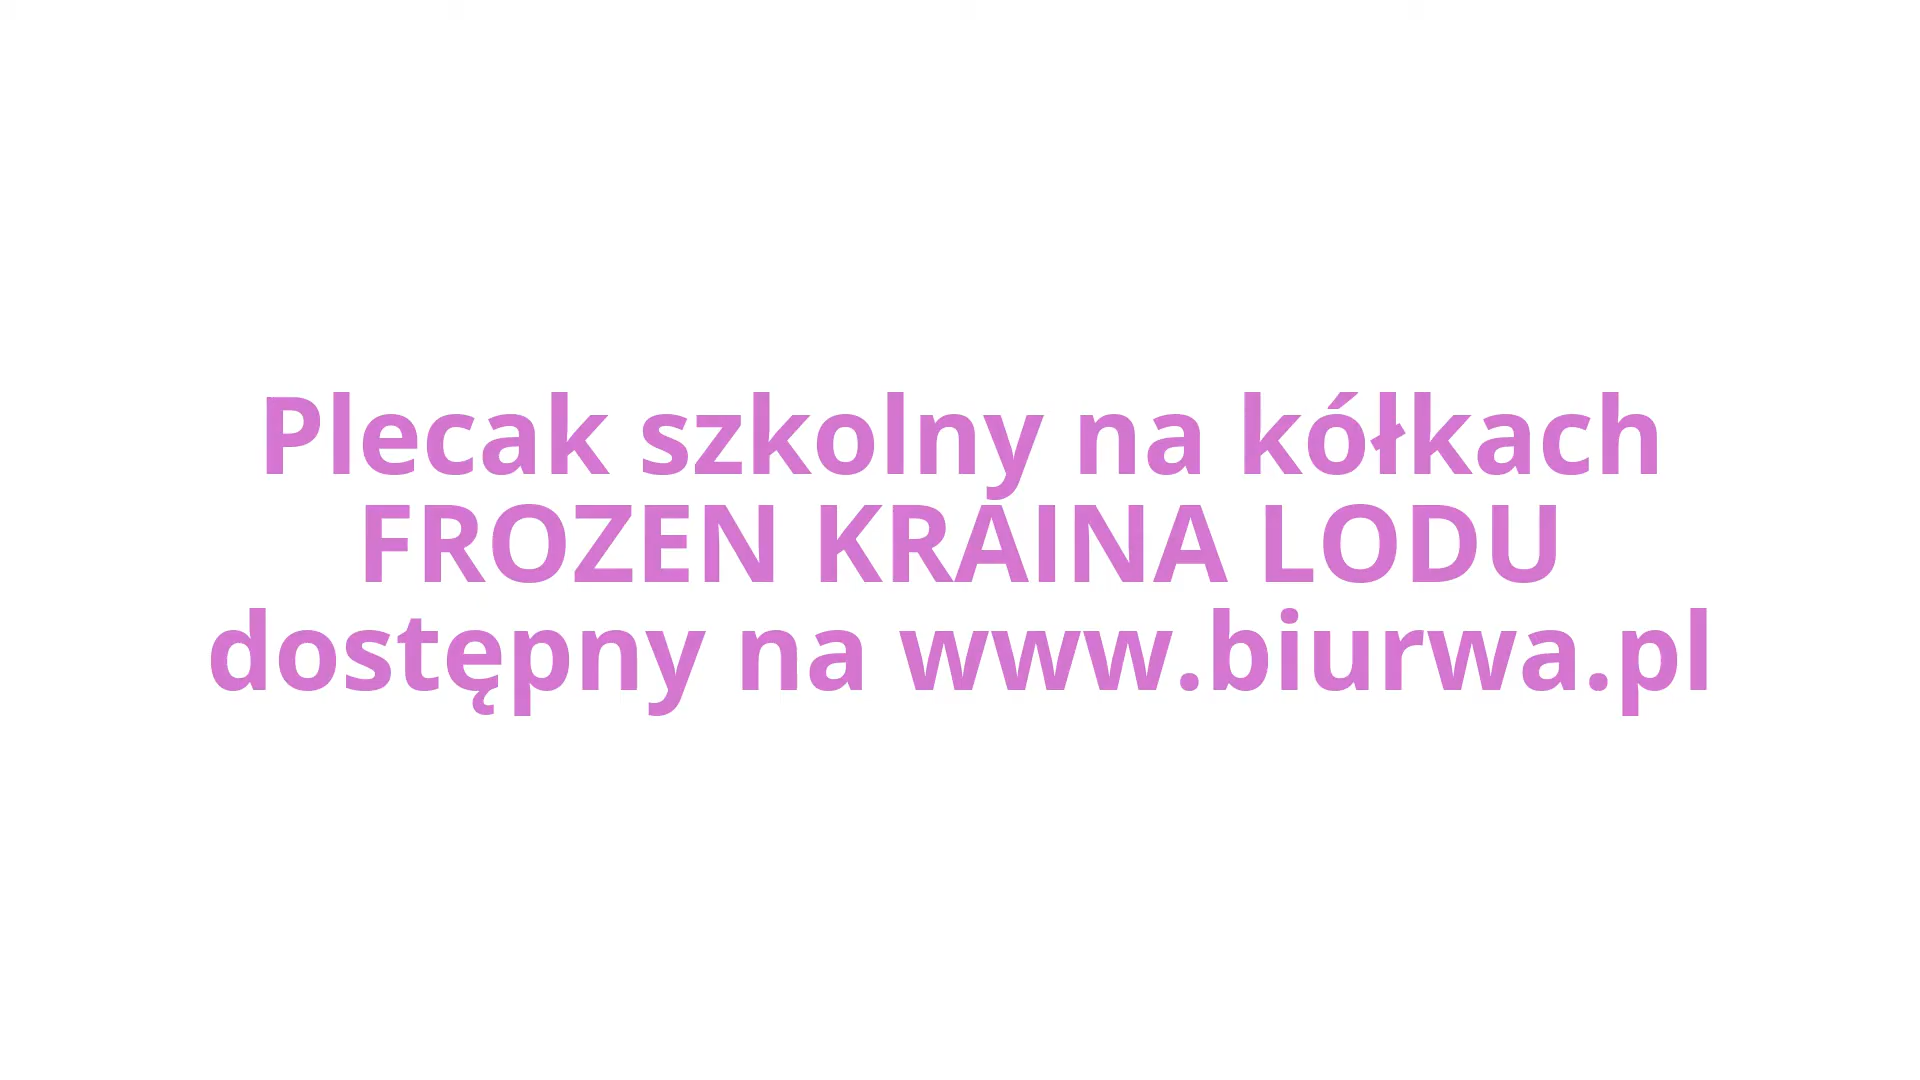 Plecak szkolny na kółkach
FROZEN KRAINA LODU
dostępny na www.biurwa.pl